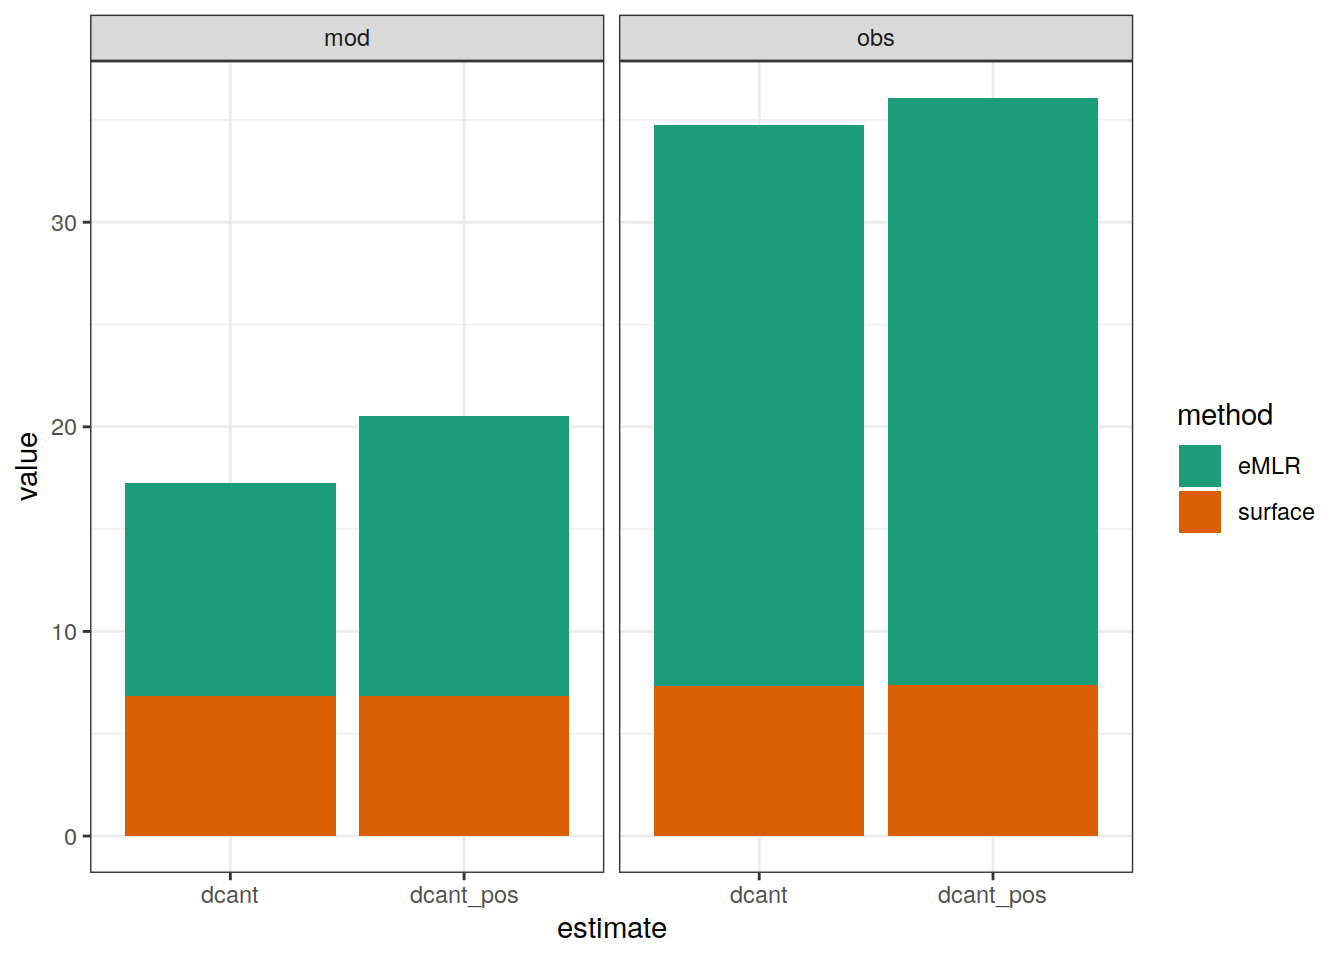 mod
obs
30
20
10
0
value
dcant
dcant_pos
dcant
dcant_pos
estimate
method
eMLR
surface